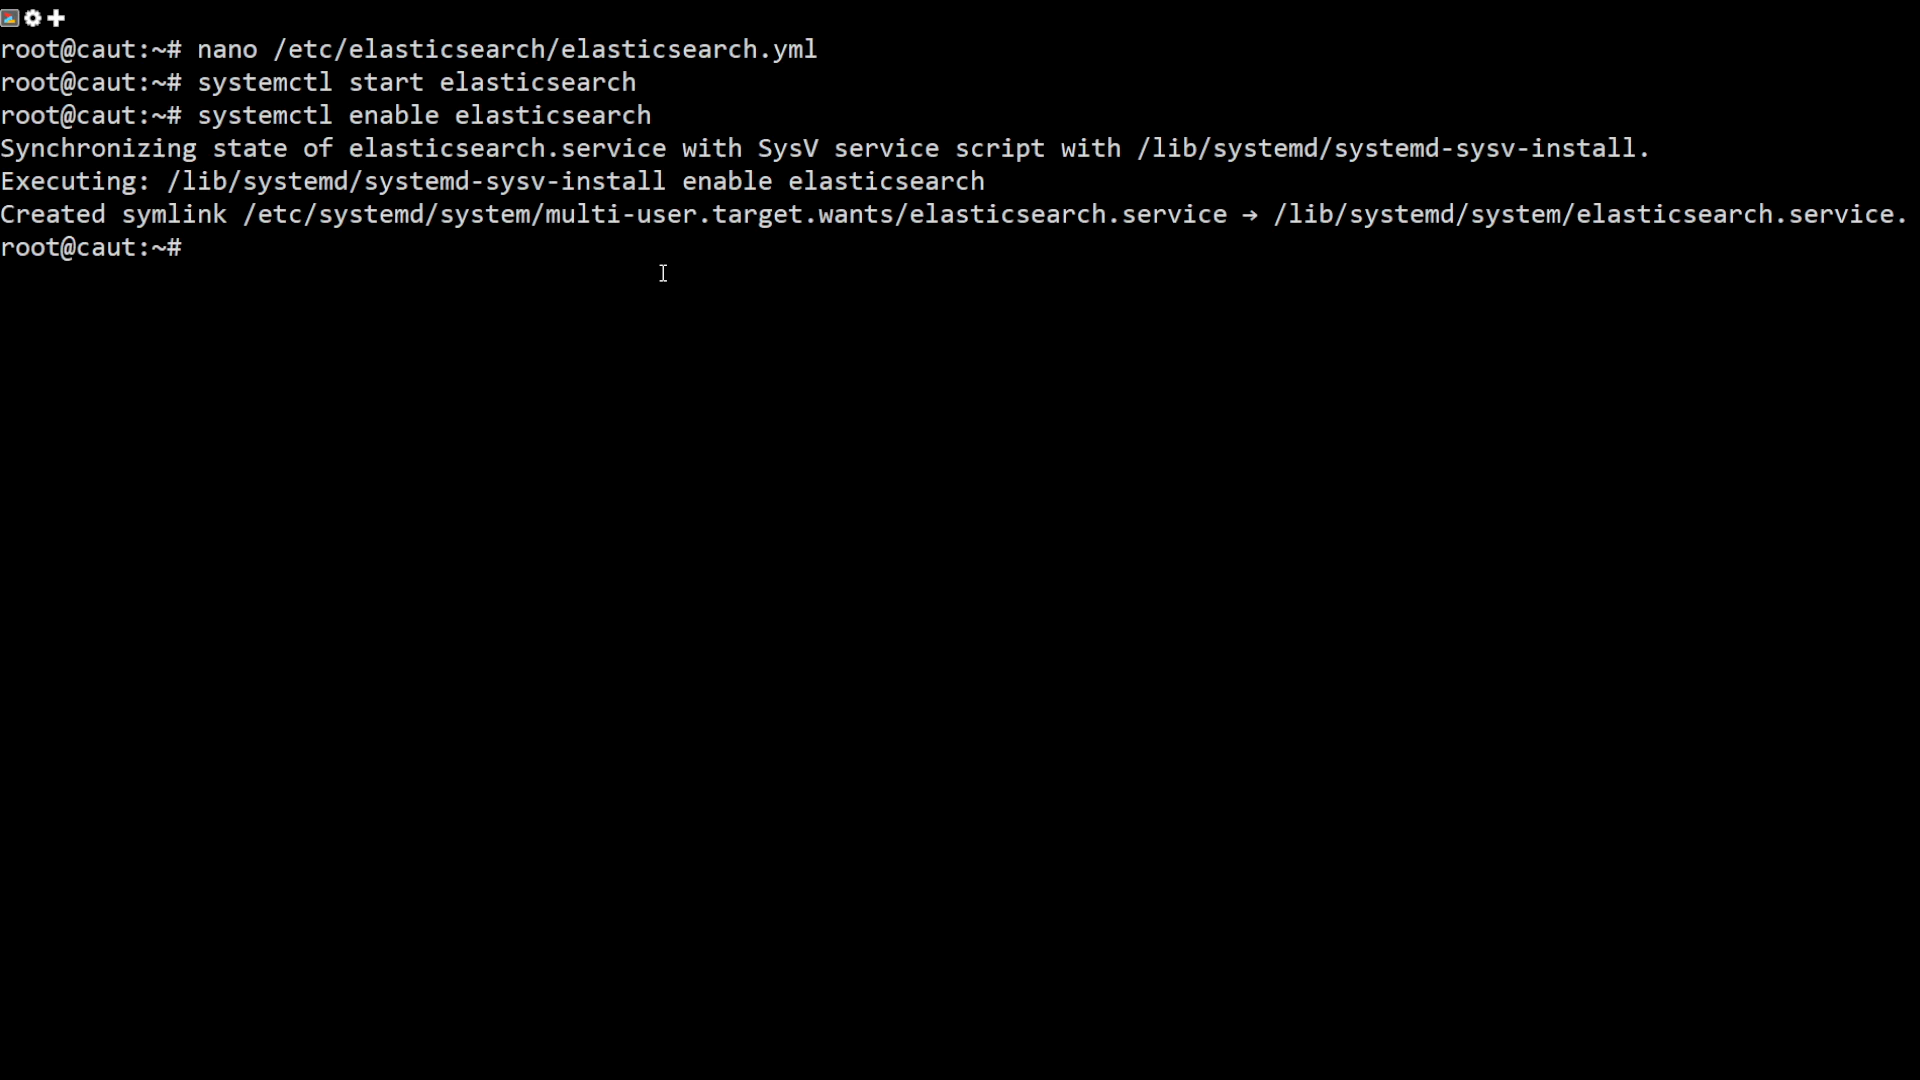 root@caut:~# nano /etc/elasticsearch/elasticsearch.yml
root@caut:~# systemctl start elasticsearch
root@caut:~# systemctl enable elasticsearch
Synchronizing state of elasticsearch.service with SysV service script with /lib/systemd/systemd-sysv-install.
Executing: /lib/systemd/systemd-sysv-install enable elasticsearch
Created symlink /etc/systemd/system/multi-user.target.wants/elasticsearch.service → /lib/systemd/system/elasticsearch.service.
root@caut:~#